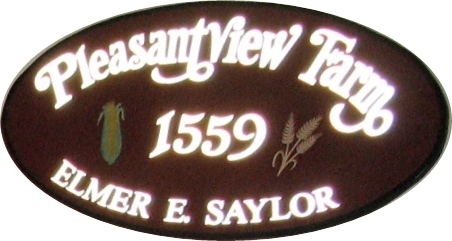 Pleasantview Farm
1559
ELMER E. SAYLOR